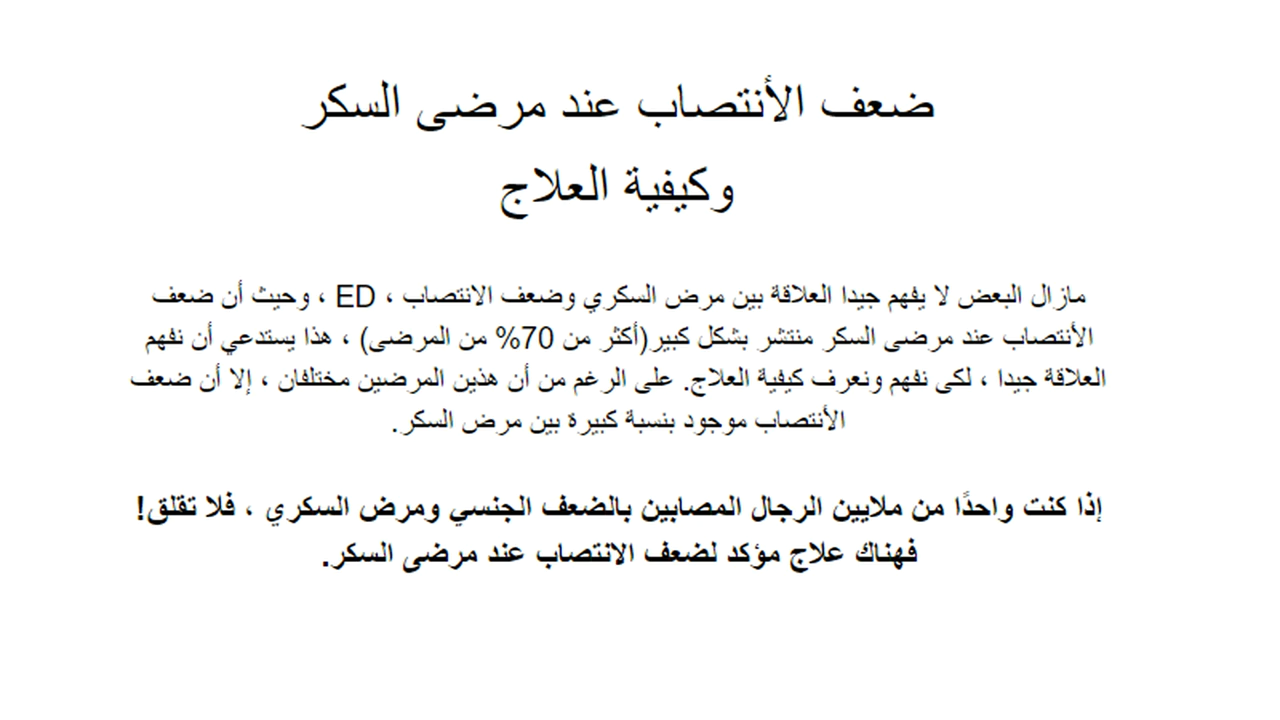 ضعف الأنتصاب عند مرضى السكر
وكيفية العلاج
مازال البعض لا يفهم جيدا العلاقة بين مرض السكري وضعف الانتصاب ، ED ، وحيث أن ضعف
الأنتصاب عند مرضى السكر منتشر بشكل كبير(أكثر من 70% من المرضى) ، هذا يستدعي أن نفهم
العلاقة جيدا ، لكى نفهم ونعرف كيفية العلاج. على الرغم من أن هذين المرضين مختلفان ، إلا أن ضعف
الأنتصاب موجود بنسبة كبيرة بين مرض السكر.
إذا كنت واحدًا من ملايين الرجال المصابين بالضعف الجنسي ومرض السكري ، فلا تقلق!
فهناك علاج مؤكد لضعف الانتصاب عند مرضى السكر.